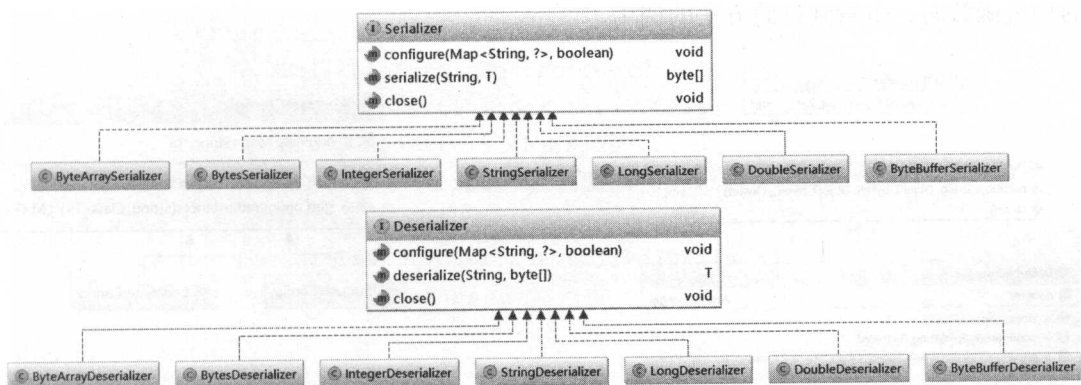 I Serializer
m configure(Map<String, ?>, boolean) void
m serialize(String, T) byte[]
m close() void
C ByteArraySerializer C BytesSerializer C IntegerSerializer C StringSerializer C LongSerializer C DoubleSerializer C ByteBufferSerializer
I Deserializer
m configure(Map<String, ?>, boolean) void
m deserialize(String, byte[]) T
m close() void
C ByteArrayDeserializer C BytesDeserializer C IntegerDeserializer C StringDeserializer C LongDeserializer C DoubleDeserializer C ByteBufferDeserializer